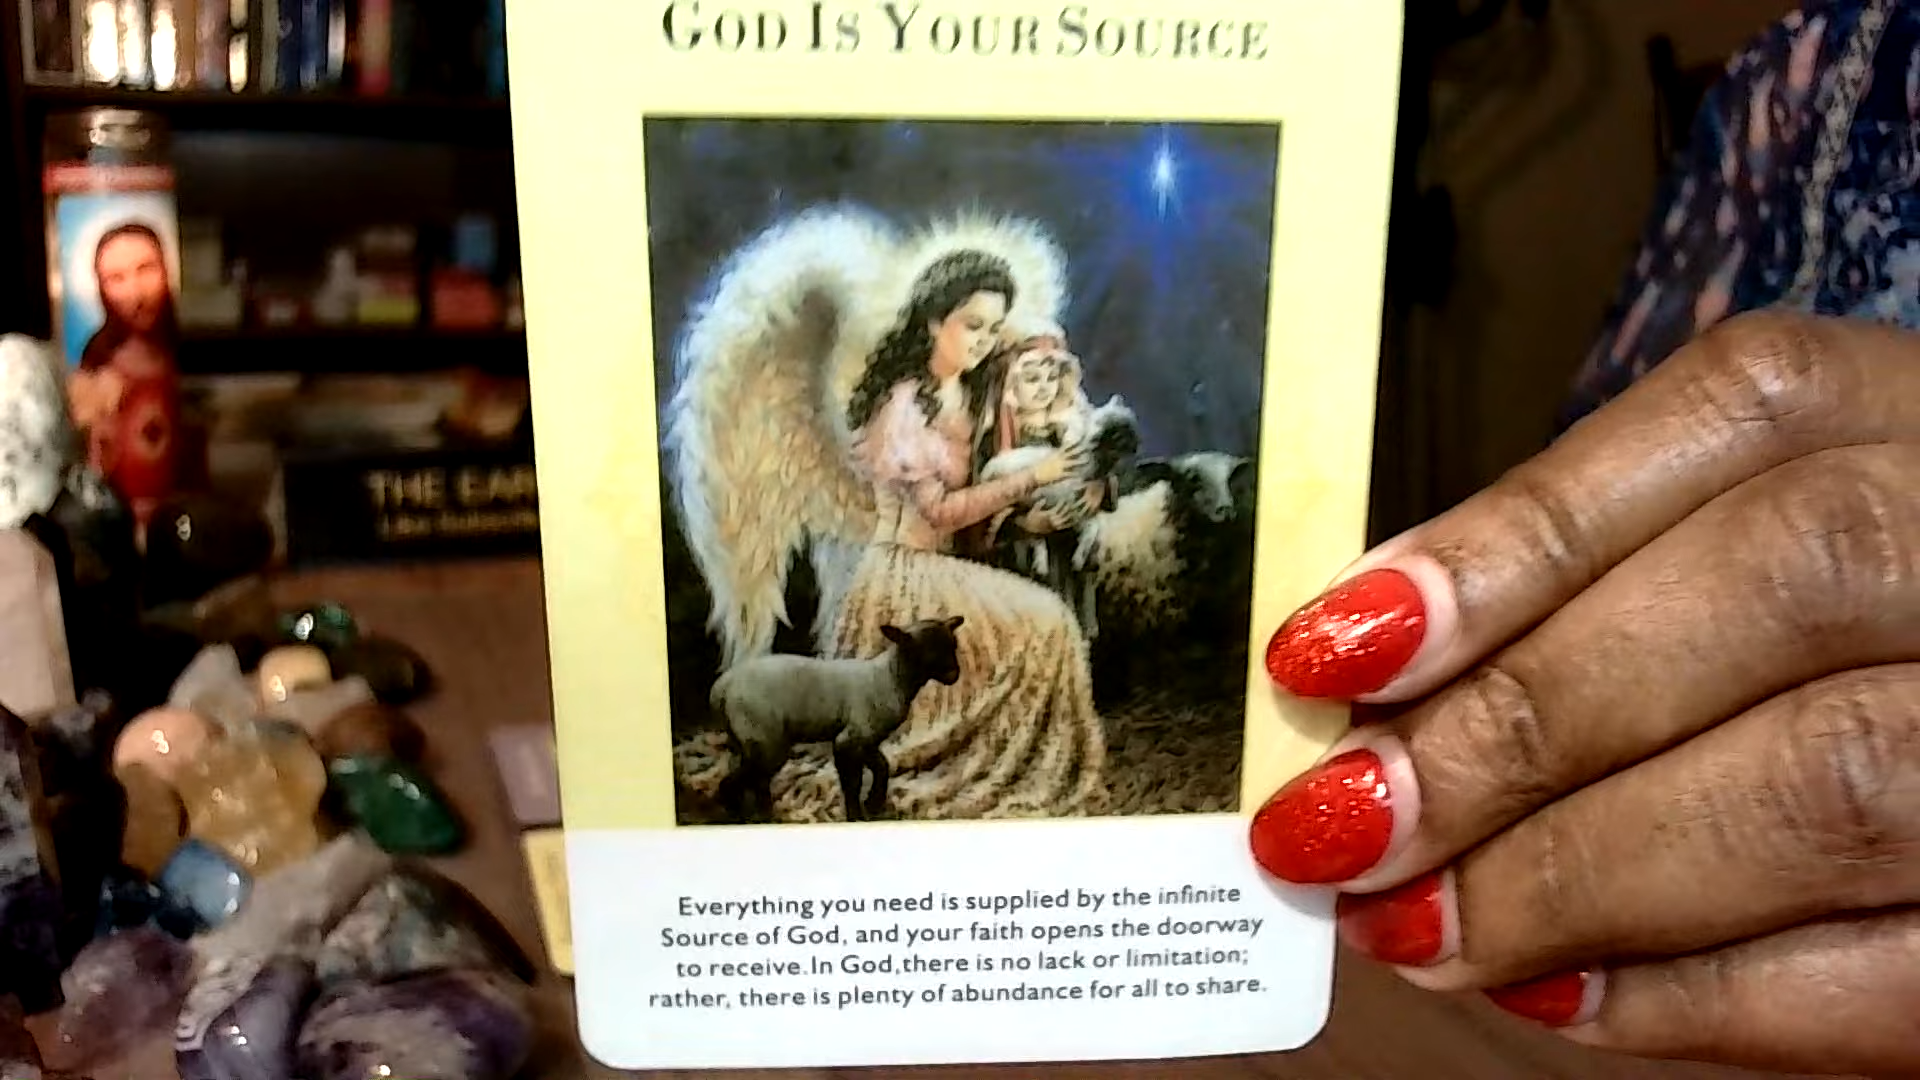 GOD IS YOUR SOURCE
THE EAR
Everything you need is supplied by the infinite
Source of God, and your faith opens the doorway
to receive. In God, there is no lack or limitation;
rather, there is plenty of abundance for all to share.